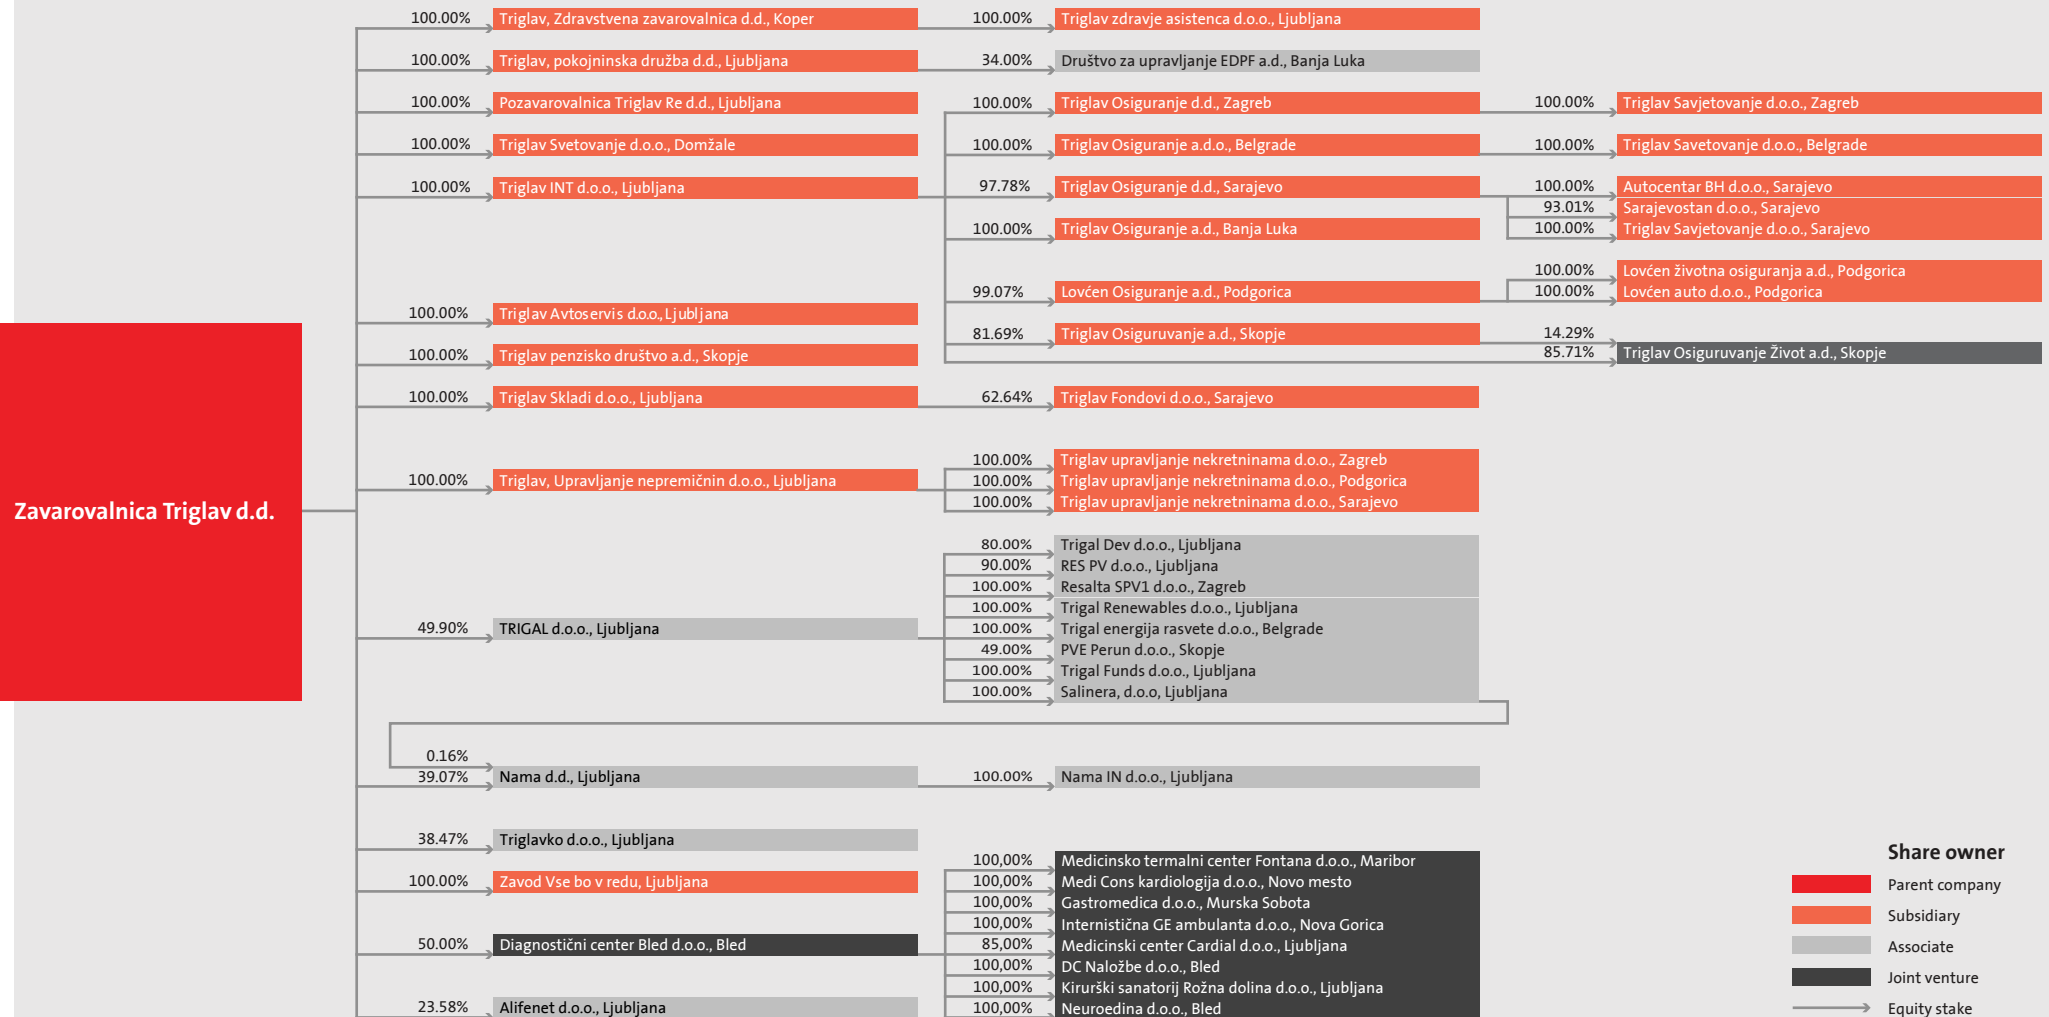 Zavarovalnica Triglav d.d.
100.00% Triglav, Zdravstvena zavarovalnica d.d., Koper 100.00% Triglav zdravje asistenca d.o.o., Ljubljana
100.00% Triglav, pokojninska družba d.d., Ljubljana 34.00% Društvo za upravljanje EDPF a.d., Banja Luka
100.00% Pozavarovalnica Triglav Re d.d., Ljubljana 100.00% Triglav Osiguranje d.d., Zagreb 100.00% Triglav Savjetovanje d.o.o., Zagreb
100.00% Triglav Svetovanje d.o.o., Domžale 100.00% Triglav Osiguranje a.d.o., Belgrade 100.00% Triglav Savetovanje d.o.o., Belgrade
100.00% Triglav INT d.o.o., Ljubljana 97.78% Triglav Osiguranje d.d., Sarajevo 100.00% Autocentar BH d.o.o., Sarajevo
93.01% Sarajevostan d.o.o., Sarajevo
100.00% Triglav Osiguranje a.d., Banja Luka 100.00% Triglav Savjetovanje d.o.o., Sarajevo
100.00% Lovćen životna osiguranja a.d., Podgorica
99.07% Lovćen Osiguranje a.d., Podgorica 100.00% Lovćen auto d.o.o., Podgorica
100.00% Triglav Avtoservis d.o.o., Ljubljana
81.69% Triglav Osiguruvanje a.d., Skopje 14.29%
100.00% Triglav penzisko društvo a.d., Skopje 85.71% Triglav Osiguruvanje Život a.d., Skopje
100.00% Triglav Skladi d.o.o., Ljubljana 62.64% Triglav Fondovi d.o.o., Sarajevo
100.00% Triglav upravljanje nekretninama d.o.o., Zagreb
100.00% Triglav, Upravljanje nepremičnin d.o.o., Ljubljana 100.00% Triglav upravljanje nekretninama d.o.o., Podgorica
100.00% Triglav upravljanje nekretninama d.o.o., Sarajevo
80.00% Trigal Dev d.o.o., Ljubljana
90.00% RES PV d.o.o., Ljubljana
100.00% Resalta SPV1 d.o.o., Zagreb
100.00% Trigal Renewables d.o.o., Ljubljana
49.90% TRIGAL d.o.o., Ljubljana 100.00% Trigal energija rasvete d.o.o., Belgrade
49.00% PVE Perun d.o.o., Skopje
100.00% Trigal Funds d.o.o., Ljubljana
100.00% Salinera, d.o.o, Ljubljana
0.16%
39.07% Nama d.d., Ljubljana 100.00% Nama IN d.o.o., Ljubljana
38.47% Triglavko d.o.o., Ljubljana
100,00% Medicinsko termalni center Fontana d.o.o., Maribor
100.00% Zavod Vse bo v redu, Ljubljana 100,00% Medi Cons kardiologija d.o.o., Novo mesto
100,00% Gastromedica d.o.o., Murska Sobota
100,00% Internistična GE ambulanta d.o.o., Nova Gorica
50.00% Diagnostični center Bled d.o.o., Bled 85,00% Medicinski center Cardial d.o.o., Ljubljana
100,00% DC Naložbe d.o.o., Bled
100,00% Kirurški sanatorij Rožna dolina d.o.o., Ljubljana
23.58% Alifenet d.o.o., Ljubljana 100,00% Neuroedina d.o.o., Bled
Share owner
Parent company
Subsidiary
Associate
Joint venture
Equity stake